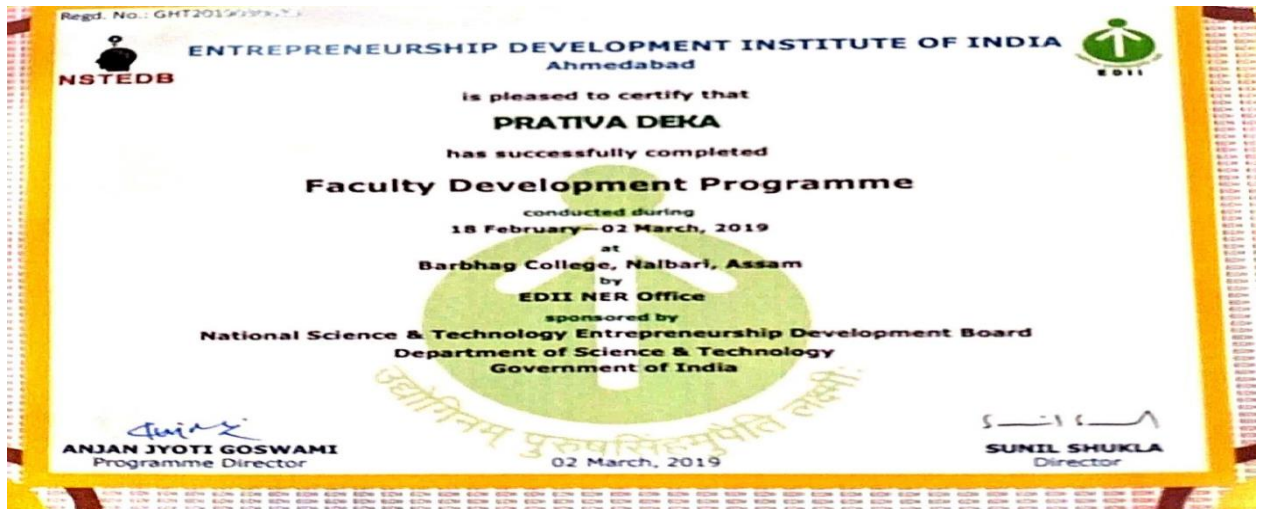 Regd. No.:
ENTREPRENEURSHIP DEVELOPMENT INSTITUTE OF INDIA
Ahmedabad
NSTEDB
EDII
is pleased to certify that
PRATIVA DEKA
has successfully completed
Faculty Development Programme
conducted during
18 February—02 March, 2019
at
Barbhag College, Nalbari, Assam
by
EDII NER Office
sponsored by
National Science & Technology Entrepreneurship Development Board
Department of Science & Technology
Government of India
उद्योगिनम् पुरुषसिंहमुपैति लक्ष्मी:
ANJAN JYOTI GOSWAMI
Programme Director
02 March, 2019
SUNIL SHUKLA
Director